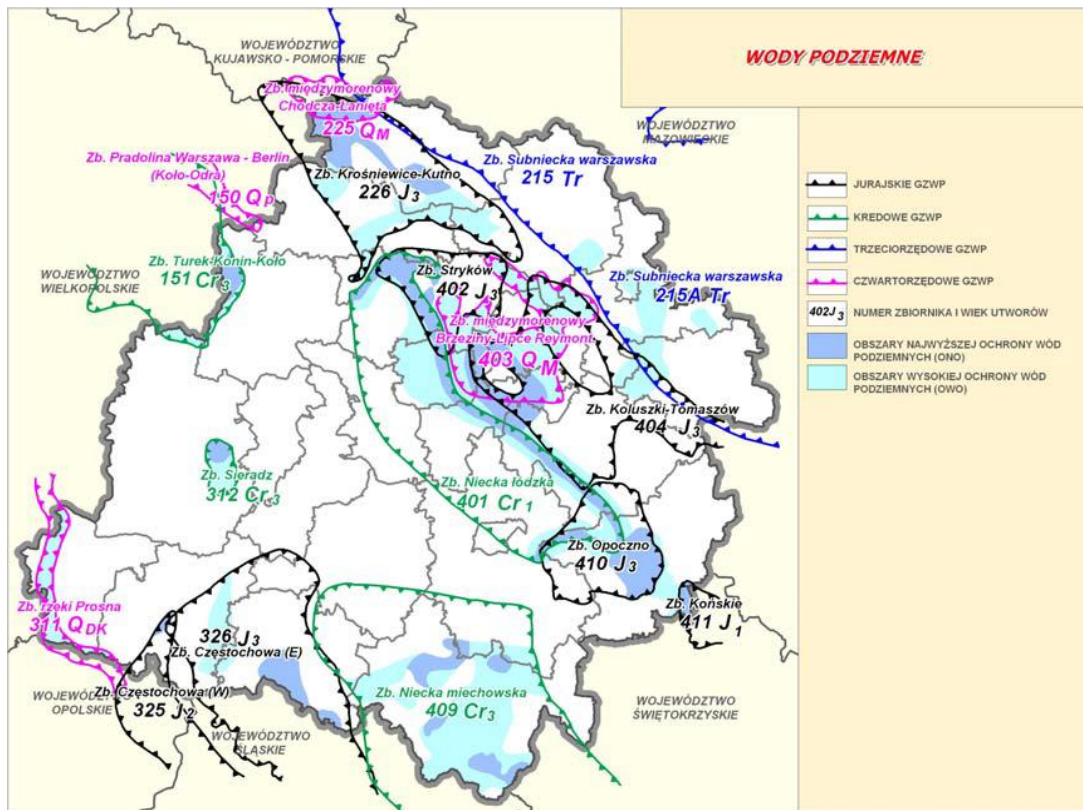 WODY PODZIEMNE
WOJEWÓDZTWO
KUJAWSKO - POMORSKIE
Zb. międzymorenowy
Chodcza-Łanięta
225 QM
WOJEWÓDZTWO
MAZOWIECKIE
Zb. Pradolina Warszawa - Berlin
(Koło-Odra)
150 Qp
Zb. Subniecka warszawska
215 Tr
Zb. Krośniewice-Kutno
226 J3
WOJEWÓDZTWO
WIELKOPOLSKIE
Zb. Turek-Konin-Koło
151 Cr3
Zb. Stryków
402 J3
Zb. Subniecka warszawska
215A Tr
Zb. międzymorenowy
Brzeziny-Lipce Reymont
403 QM
Zb. Koluszki-Tomaszów
404 J3
Zb. Sieradz
312 Cr3
Zb. Niecka łódzka
401 Cr1
Zb. Opoczno
410 J3
Zb. rzeki Prosna
311 QDK
Zb. Końskie
411 J1
326 J3
Zb. Częstochowa (E)
Zb. Częstochowa (W)
325 J2
Zb. Niecka miechowska
409 Cr3
OPOLSKIE
WOJEWÓDZTWO
ŚLĄSKIE
WOJEWÓDZTWO
ŚWIĘTOKRZYSKIE
JURAJSKIE GZWP
KREDOWE GZWP
TRZECIORZĘDOWE GZWP
CZWARTORZĘDOWE GZWP
402J3 NUMER ZBIORNIKA I WIEK UTWORÓW
OBSZARY NAJWYŻSZEJ OCHRONY WÓD
PODZIEMNYCH (ONO)
OBSZARY WYSOKIEJ OCHRONY WÓD
PODZIEMNYCH (OWO)